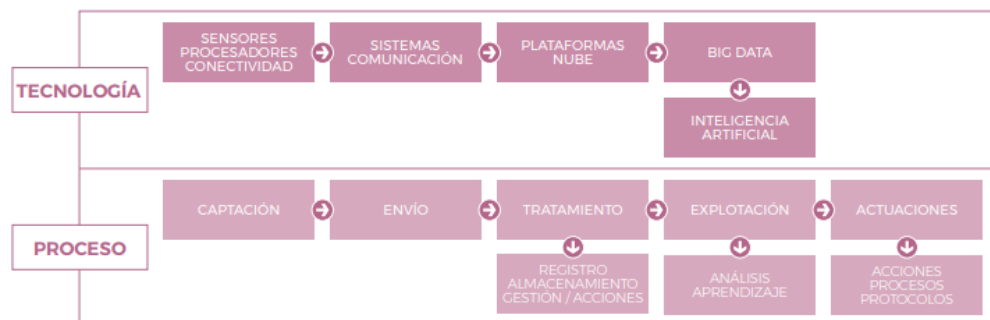 SENSORES
PROCESADORES
CONECTIVIDAD
SISTEMAS
COMUNICACIÓN
PLATAFORMAS
NUBE
BIG DATA
TECNOLOGÍA
INTELIGENCIA
ARTIFICIAL
CAPTACIÓN
ENVÍO
TRATAMIENTO
EXPLOTACIÓN
ACTUACIONES
PROCESO
REGISTRO
ALMACENAMIENTO
GESTIÓN / ACCIONES
ANÁLISIS
APRENDIZAJE
ACCIONES
PROCESOS
PROTOCOLOS